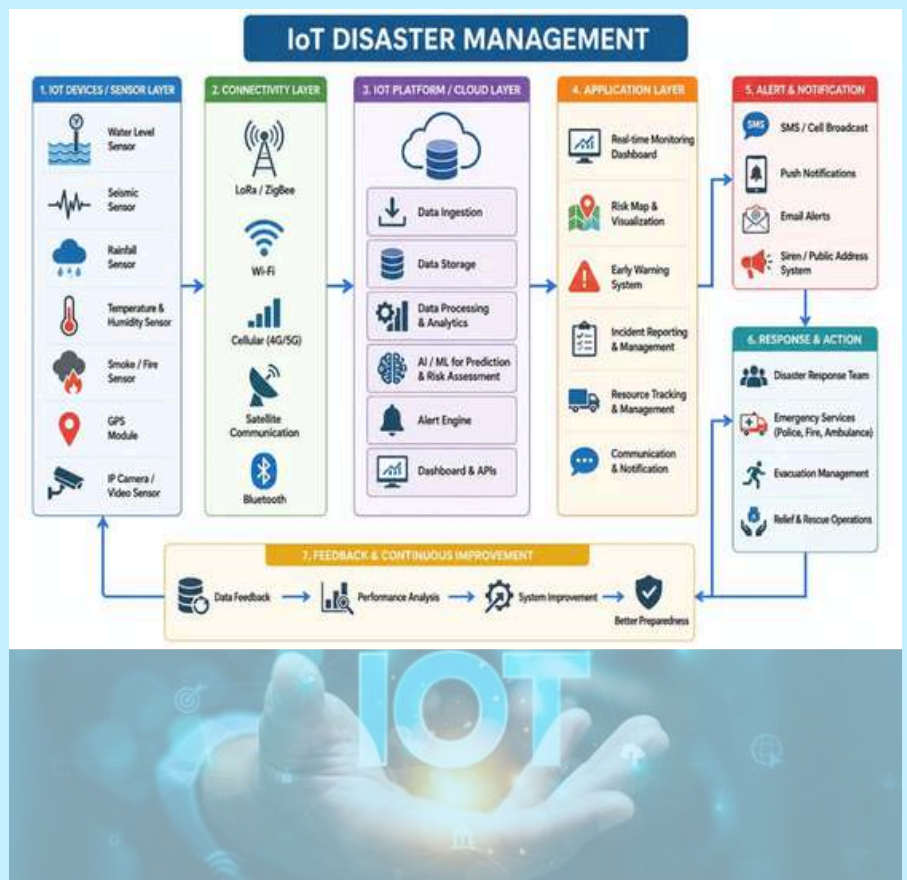 IoT DISASTER MANAGEMENT
1. IOT DEVICES / SENSOR LAYER
Water Level
Sensor
Seismic
Sensor
Rainfall
Sensor
Temperature &
Humidity Sensor
Smoke / Fire
Sensor
GPS
Module
IP Camera /
Video Sensor
2. CONNECTIVITY LAYER
LoRa / ZigBee
Wi-Fi
Cellular (4G/5G)
Satellite
Communication
Bluetooth
3. IOT PLATFORM / CLOUD LAYER
Data Ingestion
Data Storage
Data Processing
& Analytics
AI / ML for Prediction
& Risk Assessment
Alert Engine
Dashboard & APIs
4. APPLICATION LAYER
Real-time Monitoring
Dashboard
Risk Map &
Visualization
Early Warning
System
Incident Reporting
& Management
Resource Tracking
& Management
Communication
& Notification
5. ALERT & NOTIFICATION
SMS
SMS / Cell Broadcast
Push Notifications
Email Alerts
Siren / Public Address
System
6. RESPONSE & ACTION
Disaster Response Team
Emergency Services
(Police, Fire, Ambulance)
Evacuation Management
Relief & Rescue Operations
7. FEEDBACK & CONTINUOUS IMPROVEMENT
Data Feedback
Performance Analysis
System Improvement
Better Preparedness
IOT